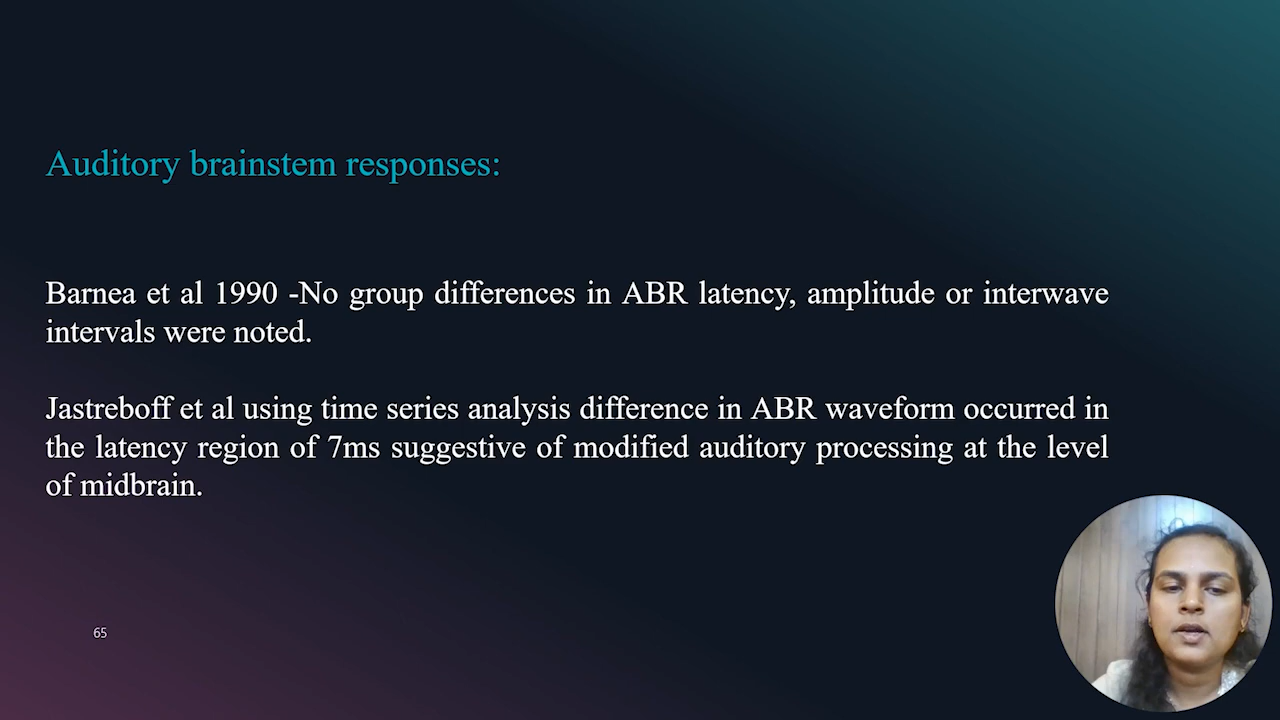 Auditory brainstem responses:
Barnea et al 1990 -No group differences in ABR latency, amplitude or interwave
intervals were noted.
Jastreboff et al using time series analysis difference in ABR waveform occurred in
the latency region of 7ms suggestive of modified auditory processing at the level
of midbrain.
65